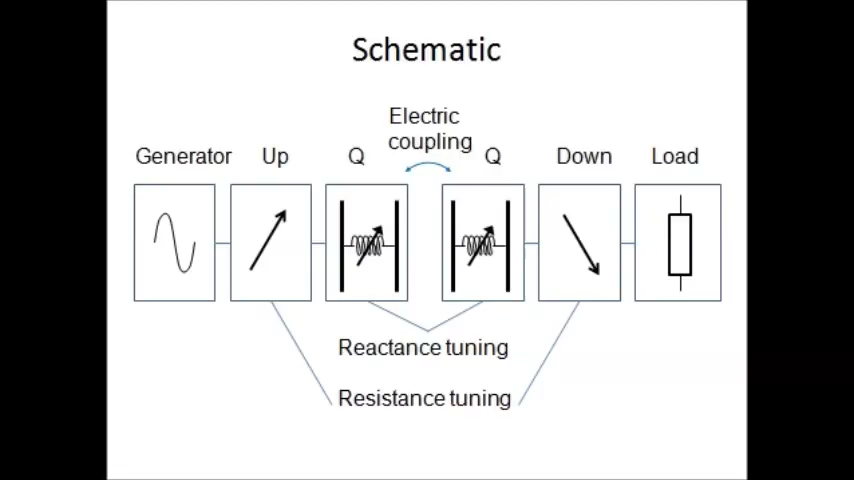 Schematic
Electric
coupling
Generator Up Q Q Down Load
Reactance tuning
Resistance tuning